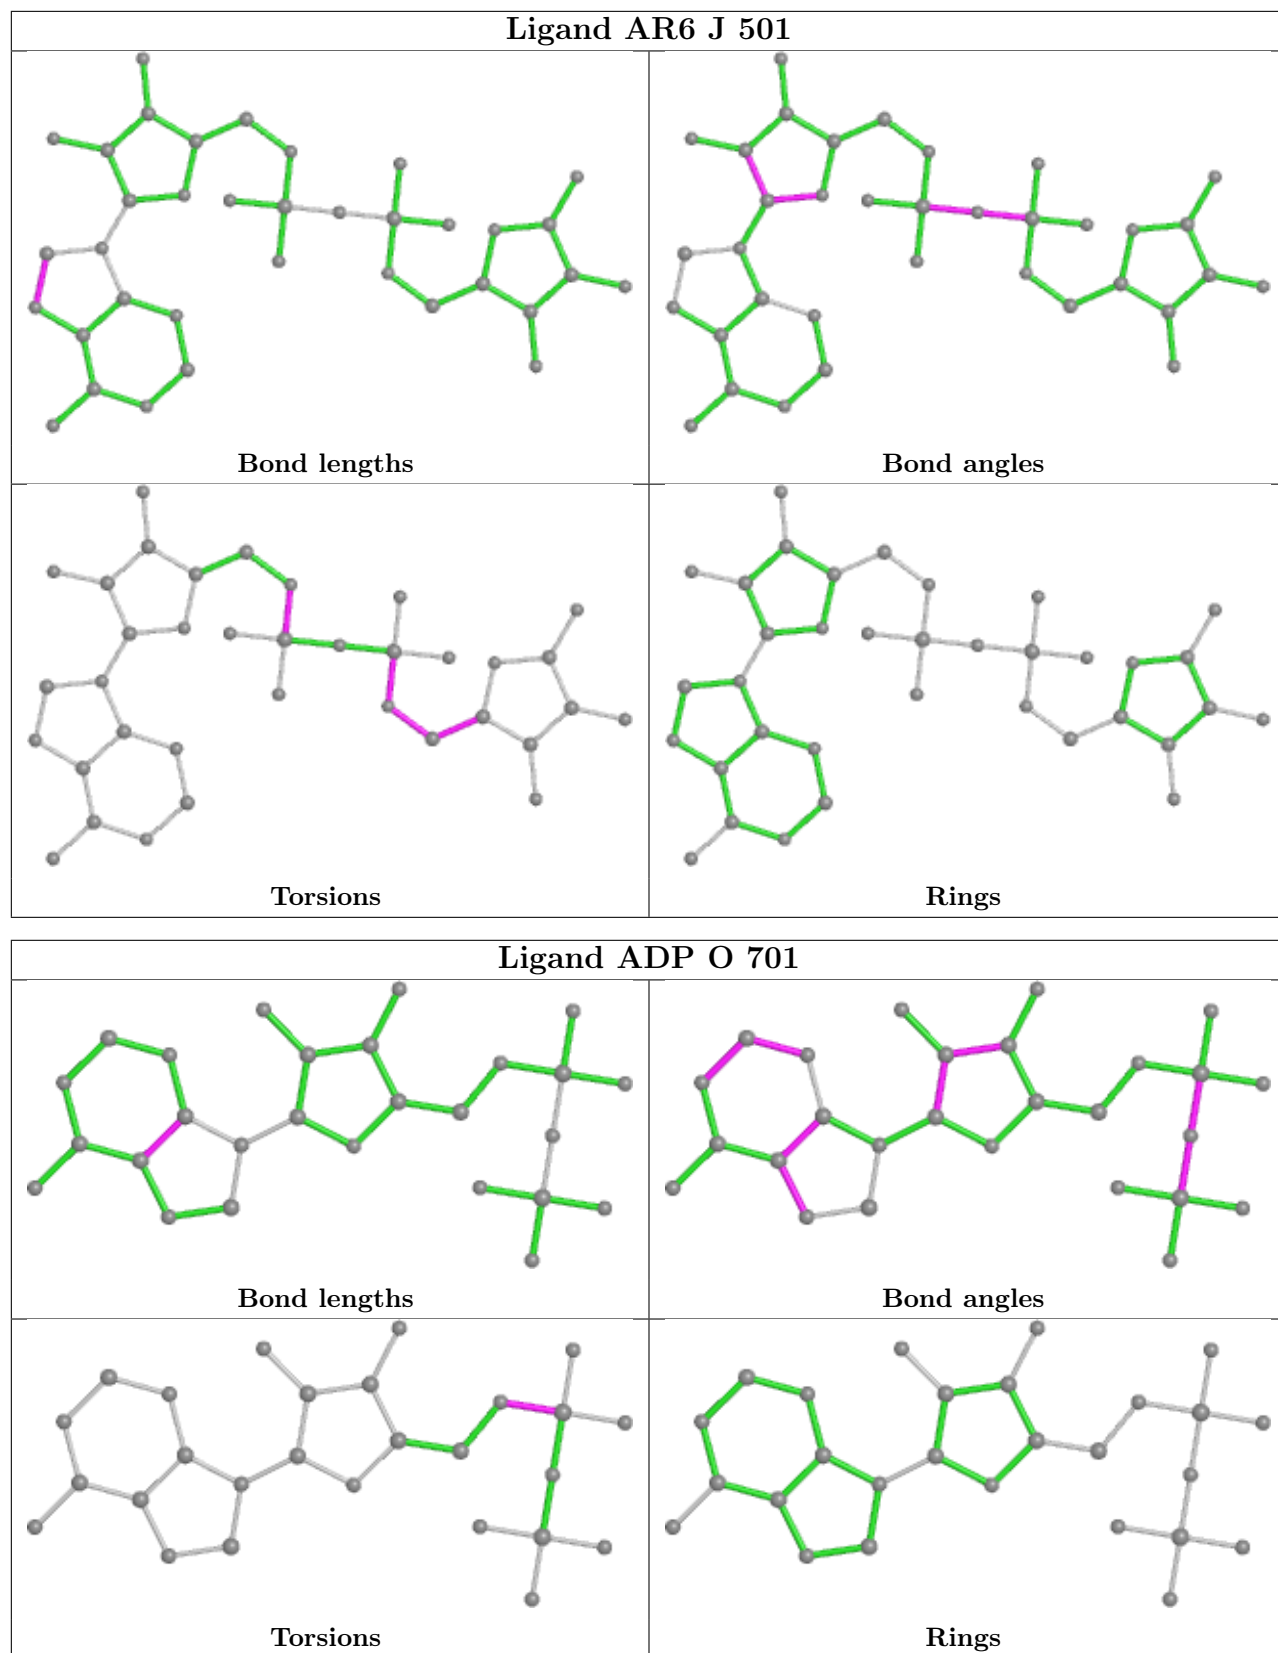 Ligand AR6 J 501
Bond lengths
Bond angles
Torsions
Rings
Ligand ADP O 701
Bond lengths
Bond angles
Torsions
Rings